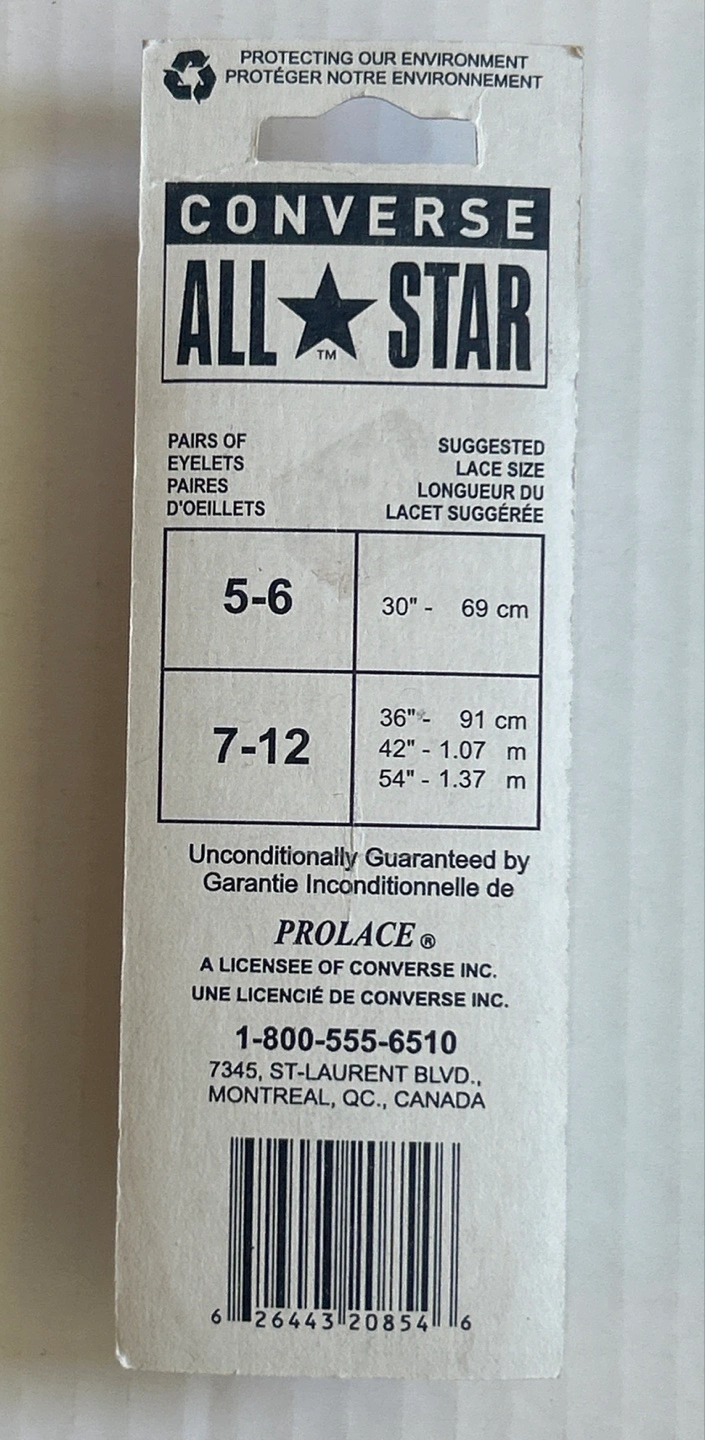 PROTECTING OUR ENVIRONMENT
PROTÉGER NOTRE ENVIRONNEMENT
CONVERSE
ALL★STAR
TM
PAIRS OF
EYELETS
PAIRES
D'OEILLETS
SUGGESTED
LACE SIZE
LONGUEUR DU
LACET SUGGÉRÉE
5-6
30" - 69 cm
7-12
36" - 91 cm
42" - 1.07 m
54" - 1.37 m
Unconditionally Guaranteed by
Garantie Inconditionnelle de
PROLACE ®
A LICENSEE OF CONVERSE INC.
UNE LICENCIÉ DE CONVERSE INC.
1-800-555-6510
7345, ST-LAURENT BLVD.,
MONTREAL, QC., CANADA
6 26443 20854 6